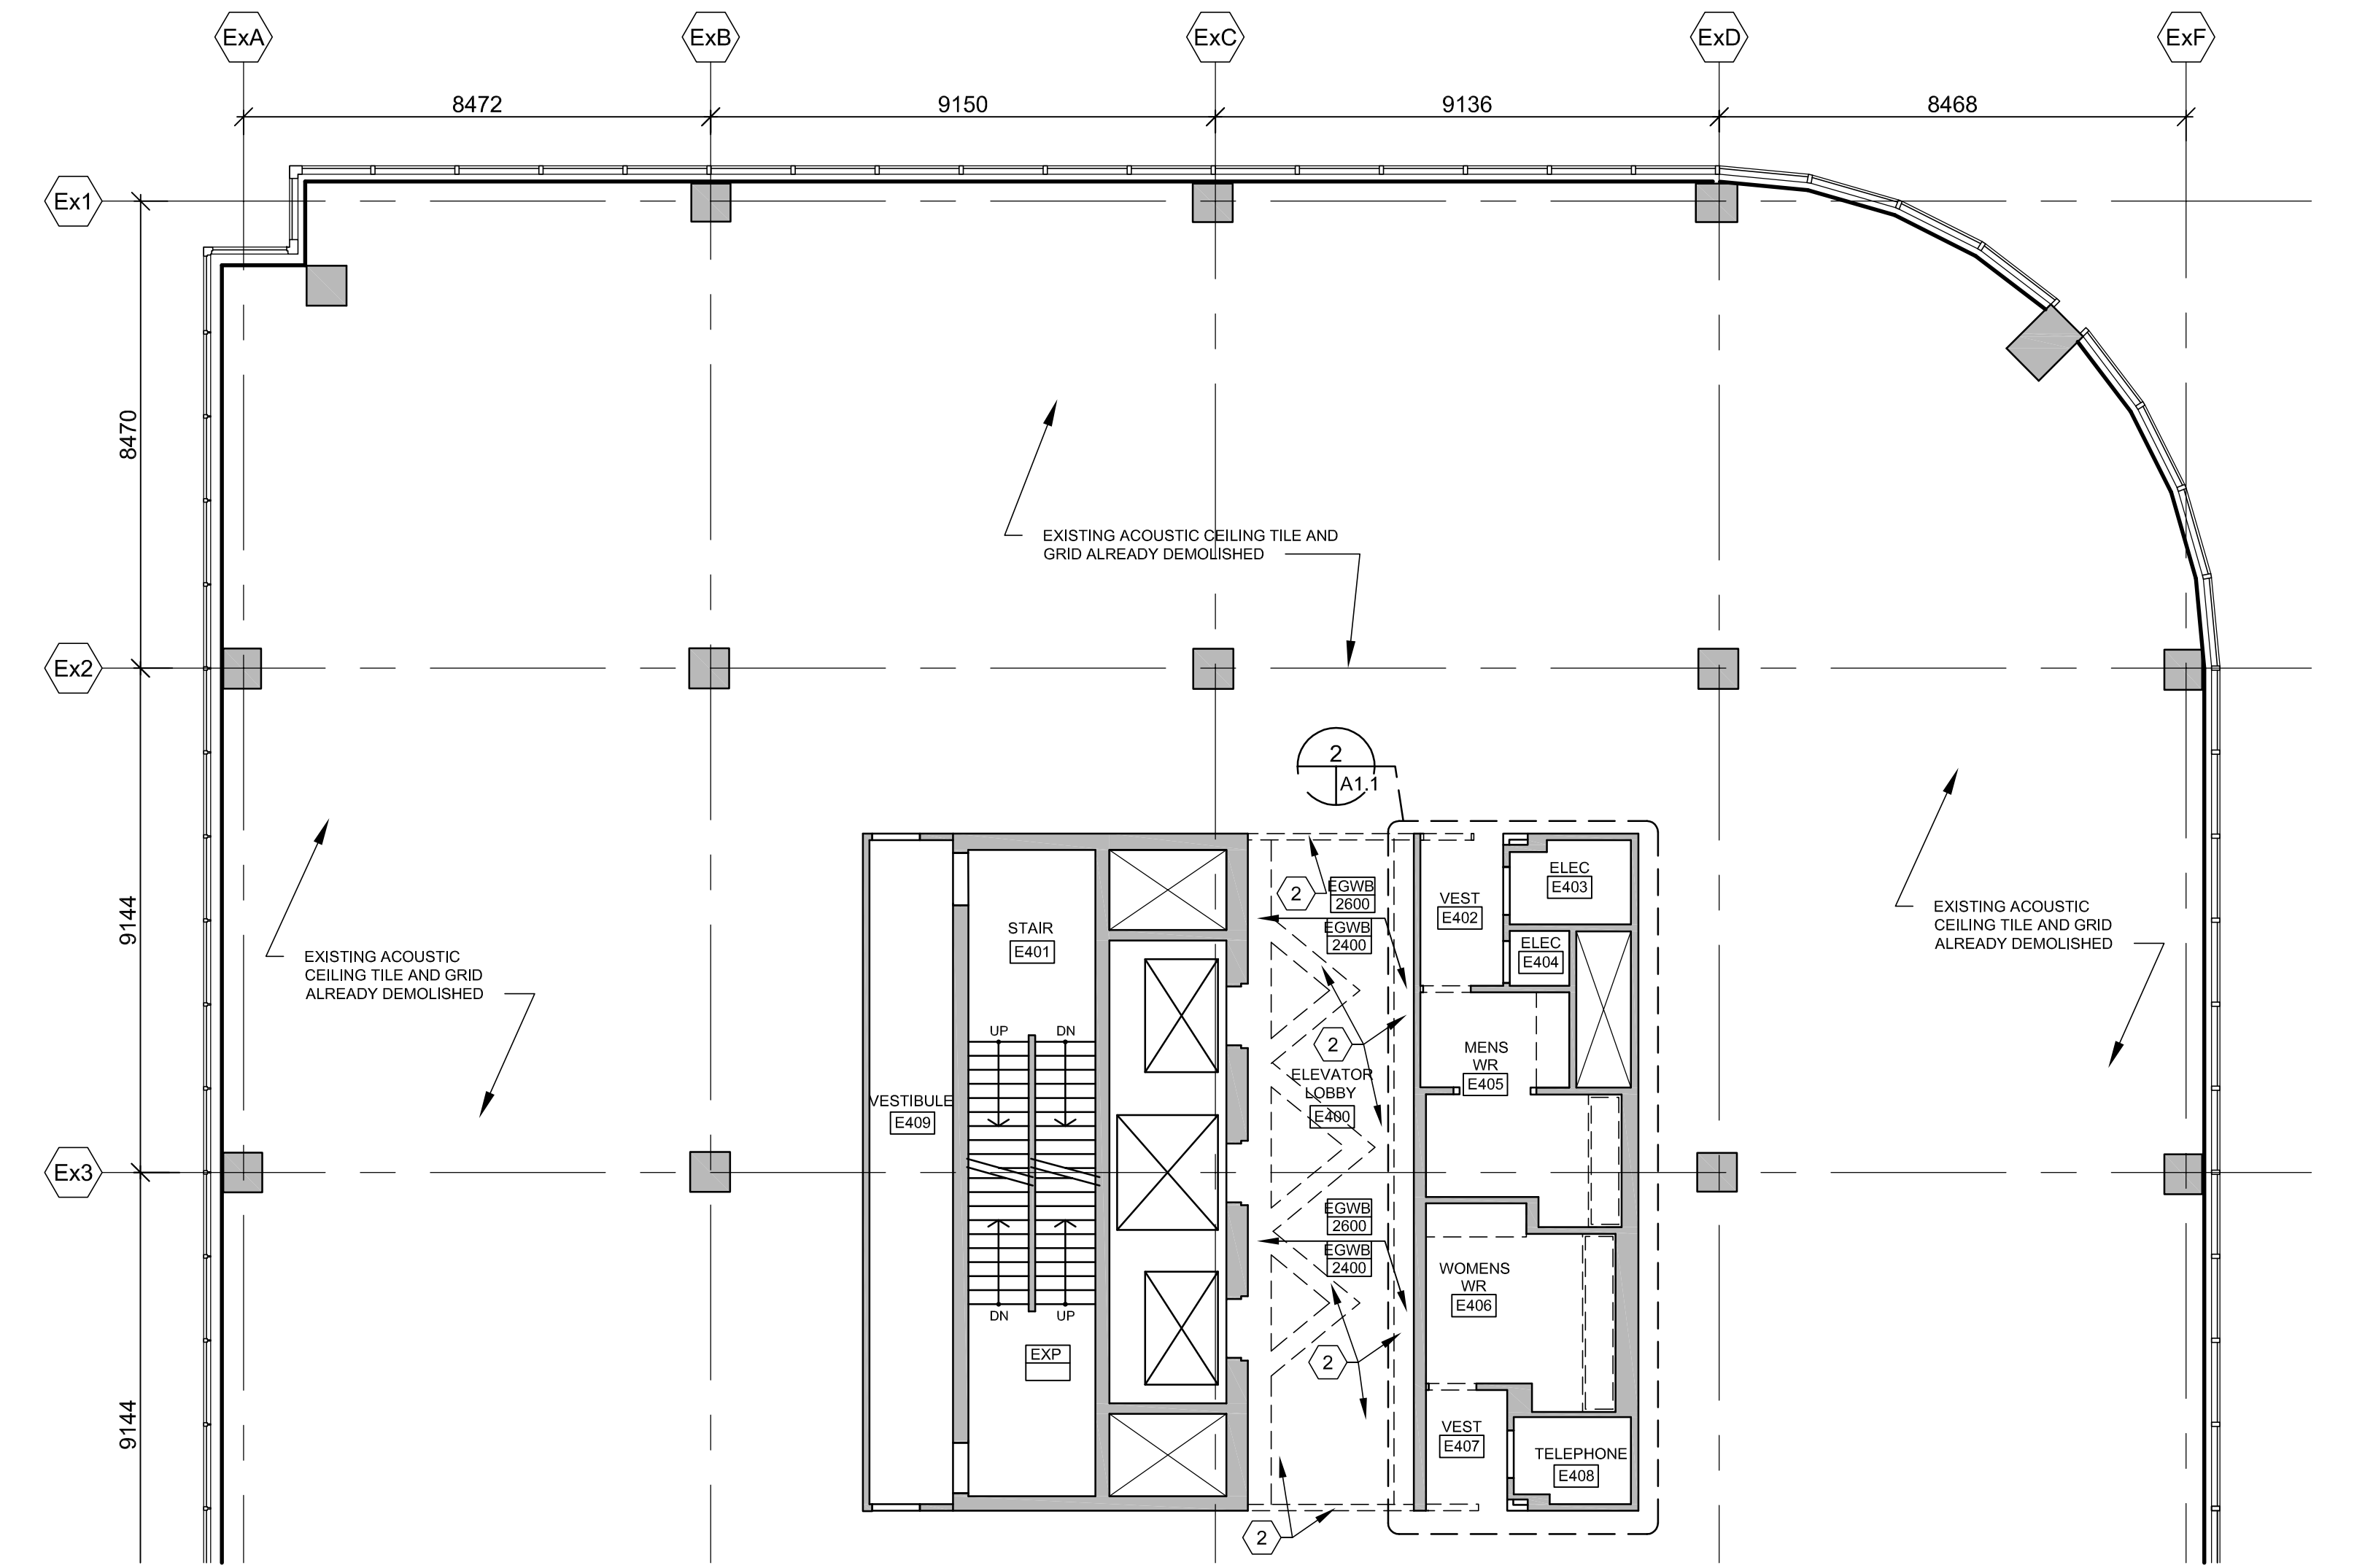 ExA
ExB
ExC
ExD
ExF
8472
9150
9136
8468
Ex1
8470
EXISTING ACOUSTIC CEILING TILE AND
GRID ALREADY DEMOLISHED
Ex2
2
A1.1
9144
EXISTING ACOUSTIC
CEILING TILE AND GRID
ALREADY DEMOLISHED
EXISTING ACOUSTIC
CEILING TILE AND GRID
ALREADY DEMOLISHED
STAIR
E401
2
EGWB
2600
EGWB
2400
VEST
E402
ELEC
E403
ELEC
E404
UP
DN
2
MENS
WR
E405
ELEVATOR
LOBBY
E400
VESTIBULE
E409
Ex3
EGWB
2600
EGWB
2400
WOMENS
WR
E406
DN
UP
EXP
2
9144
VEST
E407
TELEPHONE
E408
2